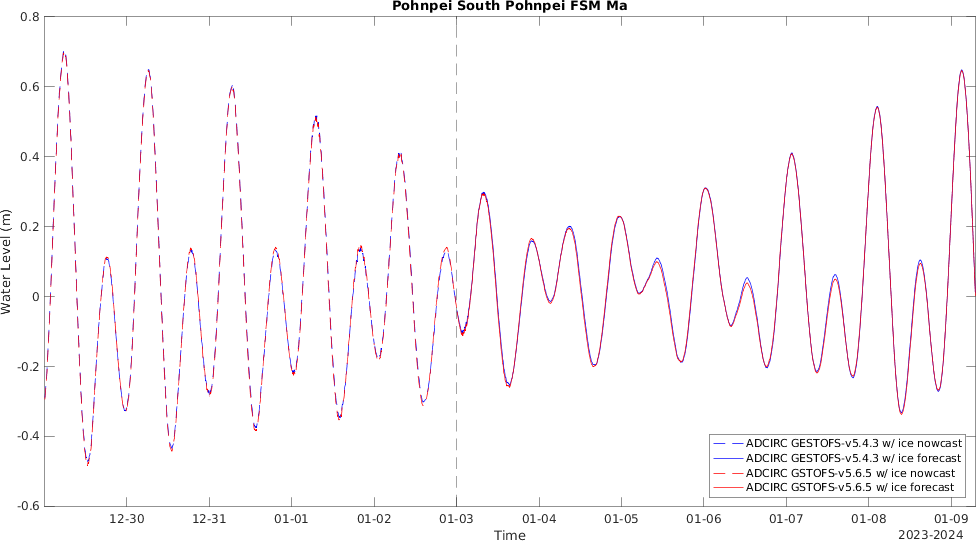 Pohnpei South Pohnpei FSM Ma
Water Level (m)
0.8
0.6
0.4
0.2
0
-0.2
-0.4
-0.6
12-30
12-31
01-01
01-02
01-03
01-04
01-05
01-06
01-07
01-08
01-09
Time
2023-2024
ADCIRC GESTOFS-v5.4.3 w/ ice nowcast
ADCIRC GESTOFS-v5.4.3 w/ ice forecast
ADCIRC GSTOFS-v5.6.5 w/ ice nowcast
ADCIRC GSTOFS-v5.6.5 w/ ice forecast